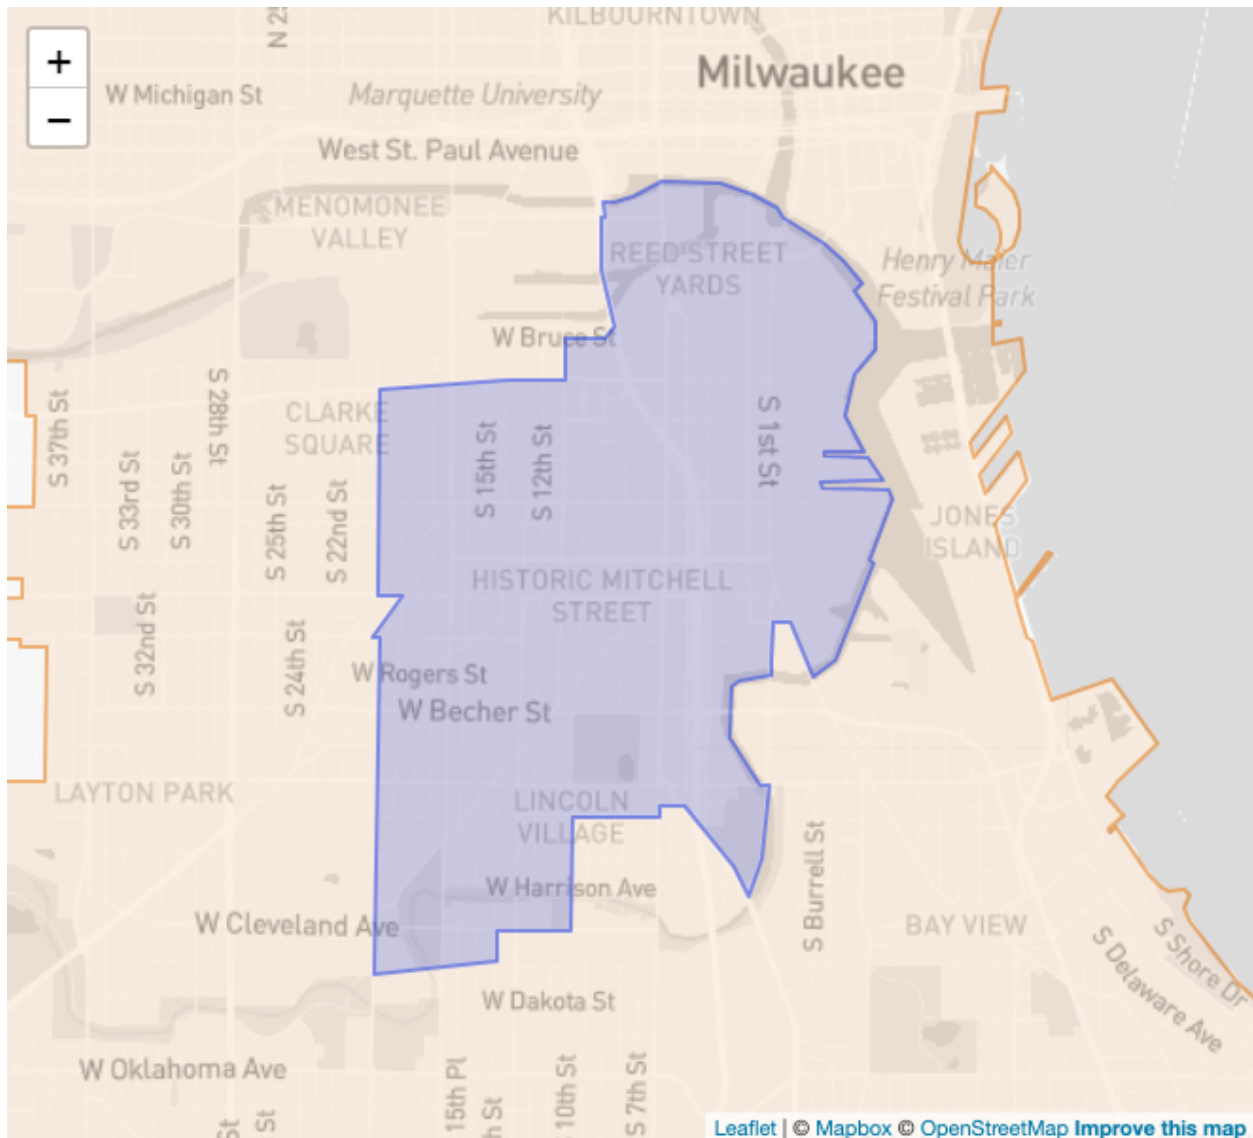 KILBOURNTOWN
N 25
+
−
Milwaukee
W Michigan St
Marquette University
West St. Paul Avenue
MENOMONEE
VALLEY
REED STREET
YARDS
Henry Maier
Festival Park
W Bruce St
S 37th St
S 28th St
CLARKE
SQUARE
S 33rd St
S 30th St
S 25th St
S 22nd St
S 15th St
S 12th St
S 1st St
JONES
ISLAND
HISTORIC MITCHELL
STREET
S 32nd St
S 24th St
W Rogers St
W Becher St
LAYTON PARK
LINCOLN
VILLAGE
W Harrison Ave
S Burrell St
W Cleveland Ave
BAY VIEW
S Shore Dr
S Delaware Ave
W Dakota St
W Oklahoma Ave
15th Pl
h St
10th St
S 7th St
St
St
Leaflet | © Mapbox © OpenStreetMap Improve this map